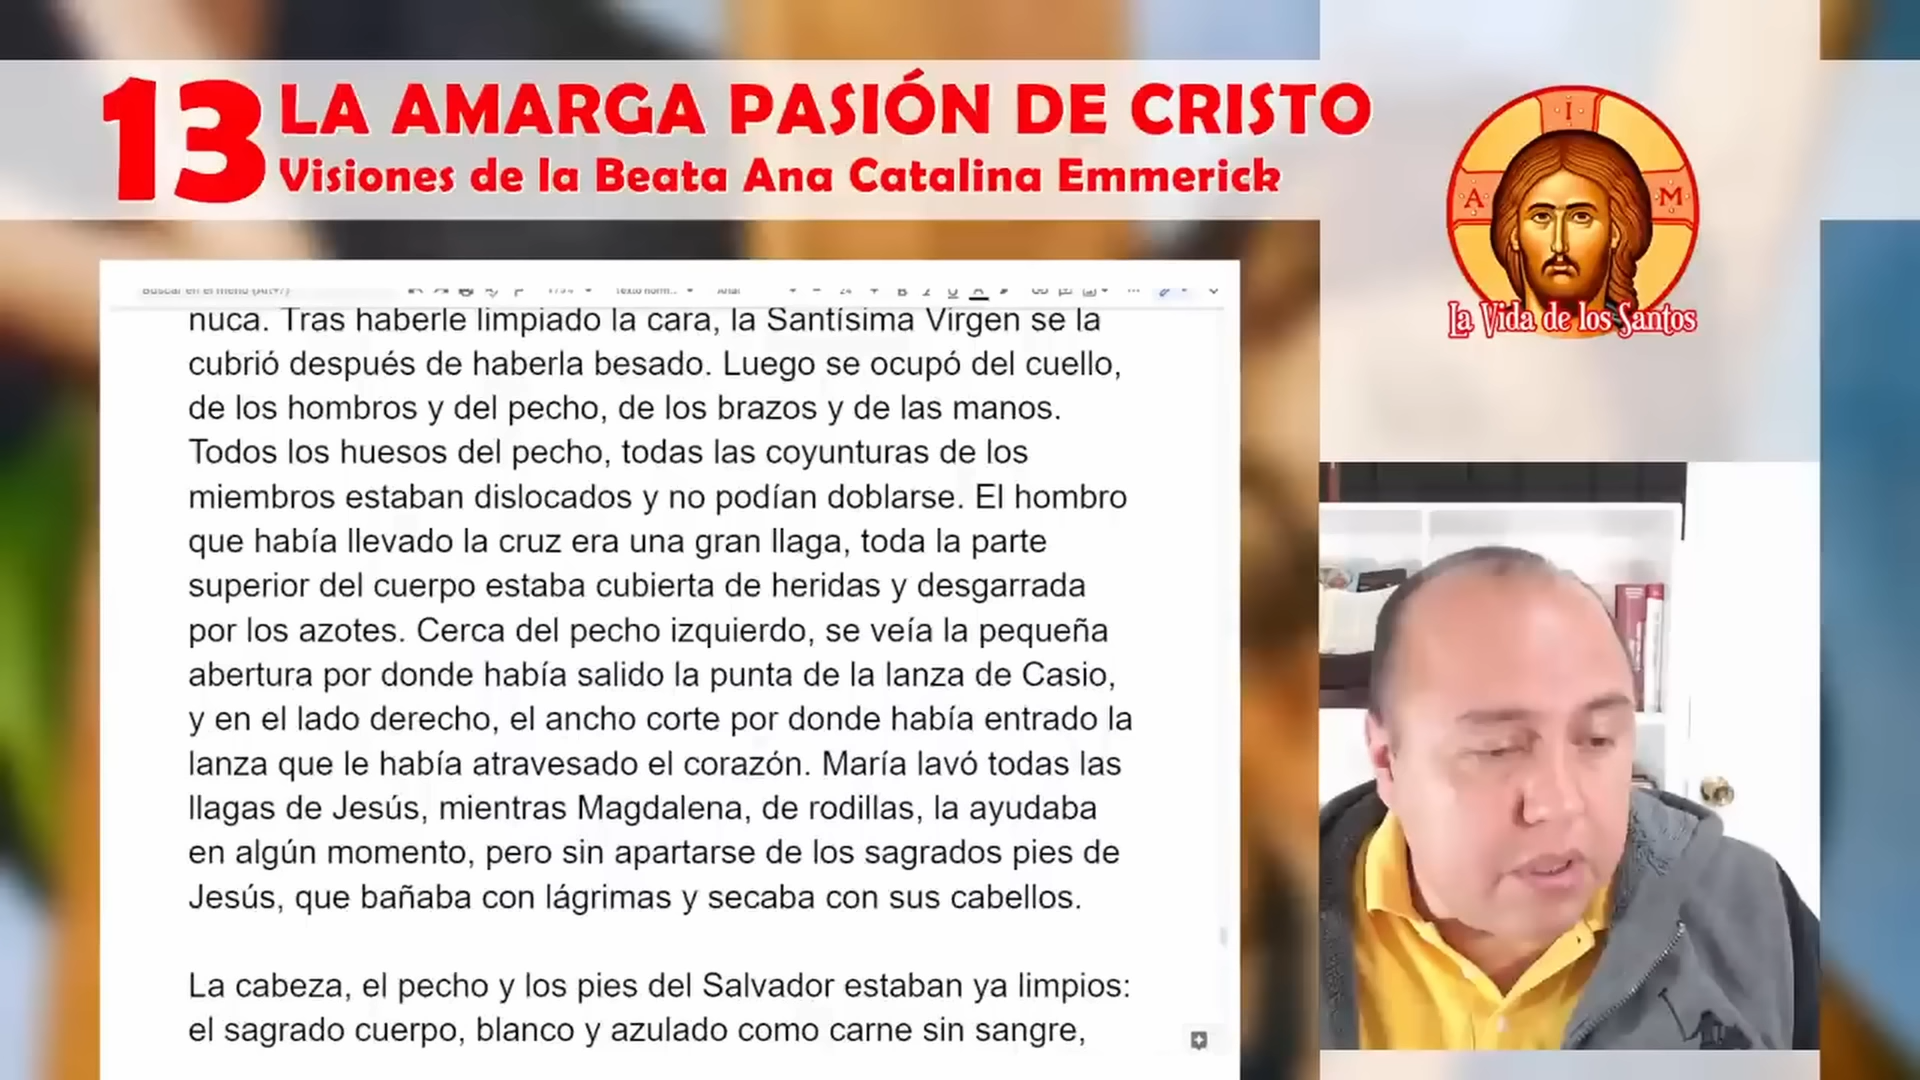 13 LA AMARGA PASIÓN DE CRISTO
Visiones de la Beata Ana Catalina Emmerick
I
A M
La Vida de los Santos
Buscar en el menú (Alt+/)
Texto norm... Arial 24
nuca. Tras haberle limpiado la cara, la Santísima Virgen se la
cubrió después de haberla besado. Luego se ocupó del cuello,
de los hombros y del pecho, de los brazos y de las manos.
Todos los huesos del pecho, todas las coyunturas de los
miembros estaban dislocados y no podían doblarse. El hombro
que había llevado la cruz era una gran llaga, toda la parte
superior del cuerpo estaba cubierta de heridas y desgarrada
por los azotes. Cerca del pecho izquierdo, se veía la pequeña
abertura por donde había salido la punta de la lanza de Casio,
y en el lado derecho, el ancho corte por donde había entrado la
lanza que le había atravesado el corazón. María lavó todas las
llagas de Jesús, mientras Magdalena, de rodillas, la ayudaba
en algún momento, pero sin apartarse de los sagrados pies de
Jesús, que bañaba con lágrimas y secaba con sus cabellos.
La cabeza, el pecho y los pies del Salvador estaban ya limpios:
el sagrado cuerpo, blanco y azulado como carne sin sangre,